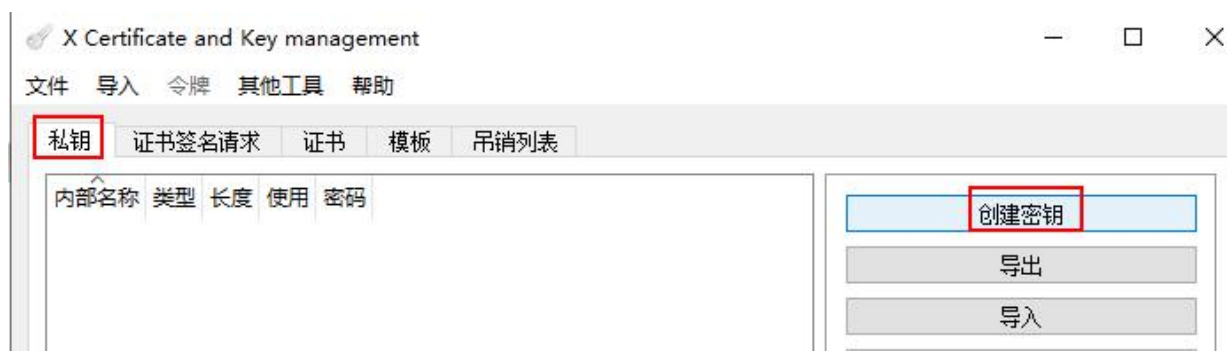 X Certificate and Key management
文件 导入 令牌 其他工具 帮助
私钥 证书签名请求 证书 模板 吊销列表
内部名称 类型 长度 使用 密码
创建密钥
导出
导入